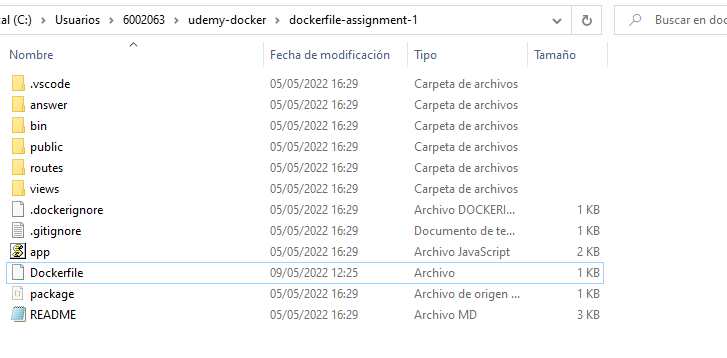 al (C:) > Usuarios > 6002063 > udemy-docker > dockerfile-assignment-1 Buscar en do
Nombre Fecha de modificación Tipo Tamaño
.vscode 05/05/2022 16:29 Carpeta de archivos
answer 05/05/2022 16:29 Carpeta de archivos
bin 05/05/2022 16:29 Carpeta de archivos
public 05/05/2022 16:29 Carpeta de archivos
routes 05/05/2022 16:29 Carpeta de archivos
views 05/05/2022 16:29 Carpeta de archivos
.dockerignore 05/05/2022 16:29 Archivo DOCKERI... 1 KB
.gitignore 05/05/2022 16:29 Documento de te... 1 KB
app 05/05/2022 16:29 Archivo JavaScript 2 KB
Dockerfile 09/05/2022 12:25 Archivo 1 KB
package 05/05/2022 16:29 Archivo de origen ... 1 KB
README 05/05/2022 16:29 Archivo MD 3 KB